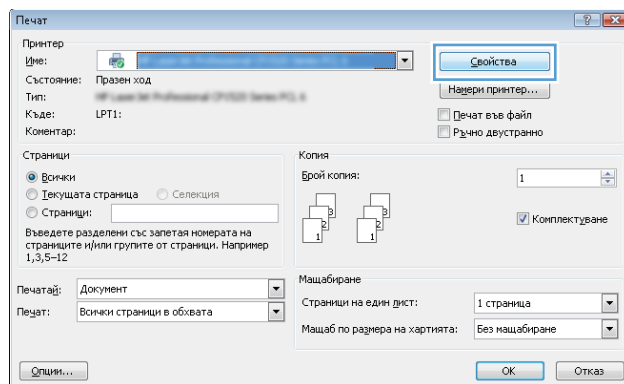 Печат
Принтер
Име:
Свойства
Състояние: Празен ход
Намери принтер...
Тип:
Къде: LPT1:
Печат във файл
Коментар:
Ръчно двустранно
Страници
Всички
Текущата страница Селекция
Страници:
Въведете разделени със запетая номерата на
страниците и/или групите от страници. Например
1,3,5–12
Копия
Брой копия: 1
Комплектуване
Печатай: Документ
Печат: Всички страници в обхвата
Мащабиране
Страници на един лист: 1 страница
Мащаб по размера на хартията: Без мащабиране
Опции...
OK Отказ